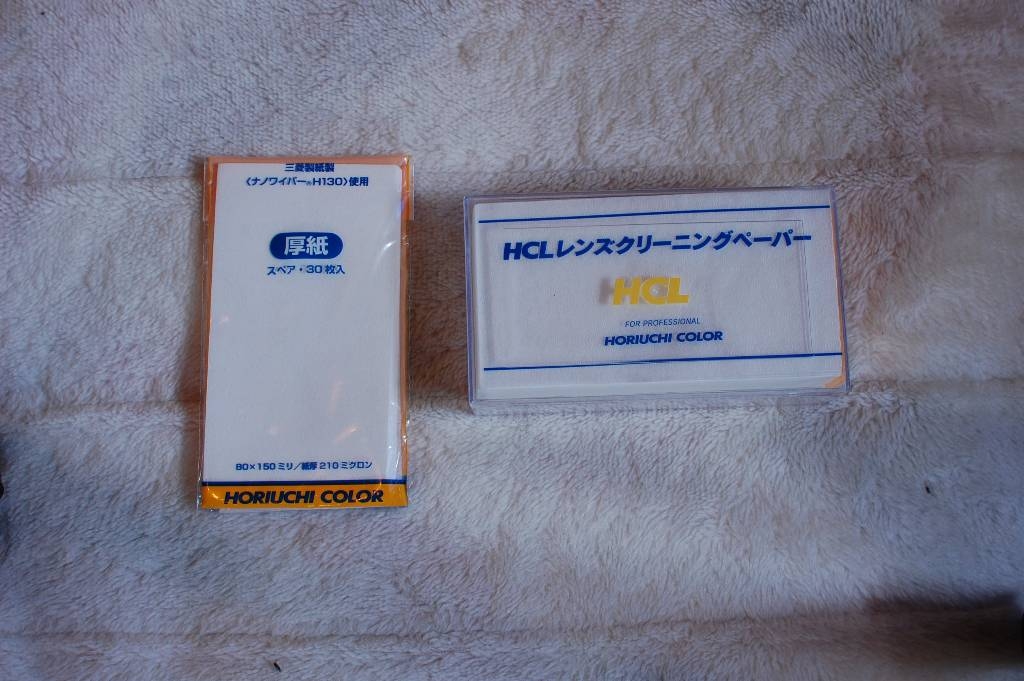 三菱製紙製
〈ナノワイパー®H130〉使用
厚紙
スペア・30枚入
80×150ミリ／紙厚210ミクロン
HORIUCHI COLOR
HCLレンズクリーニングペーパー
HCL
FOR PROFESSIONAL
HORIUCHI COLOR